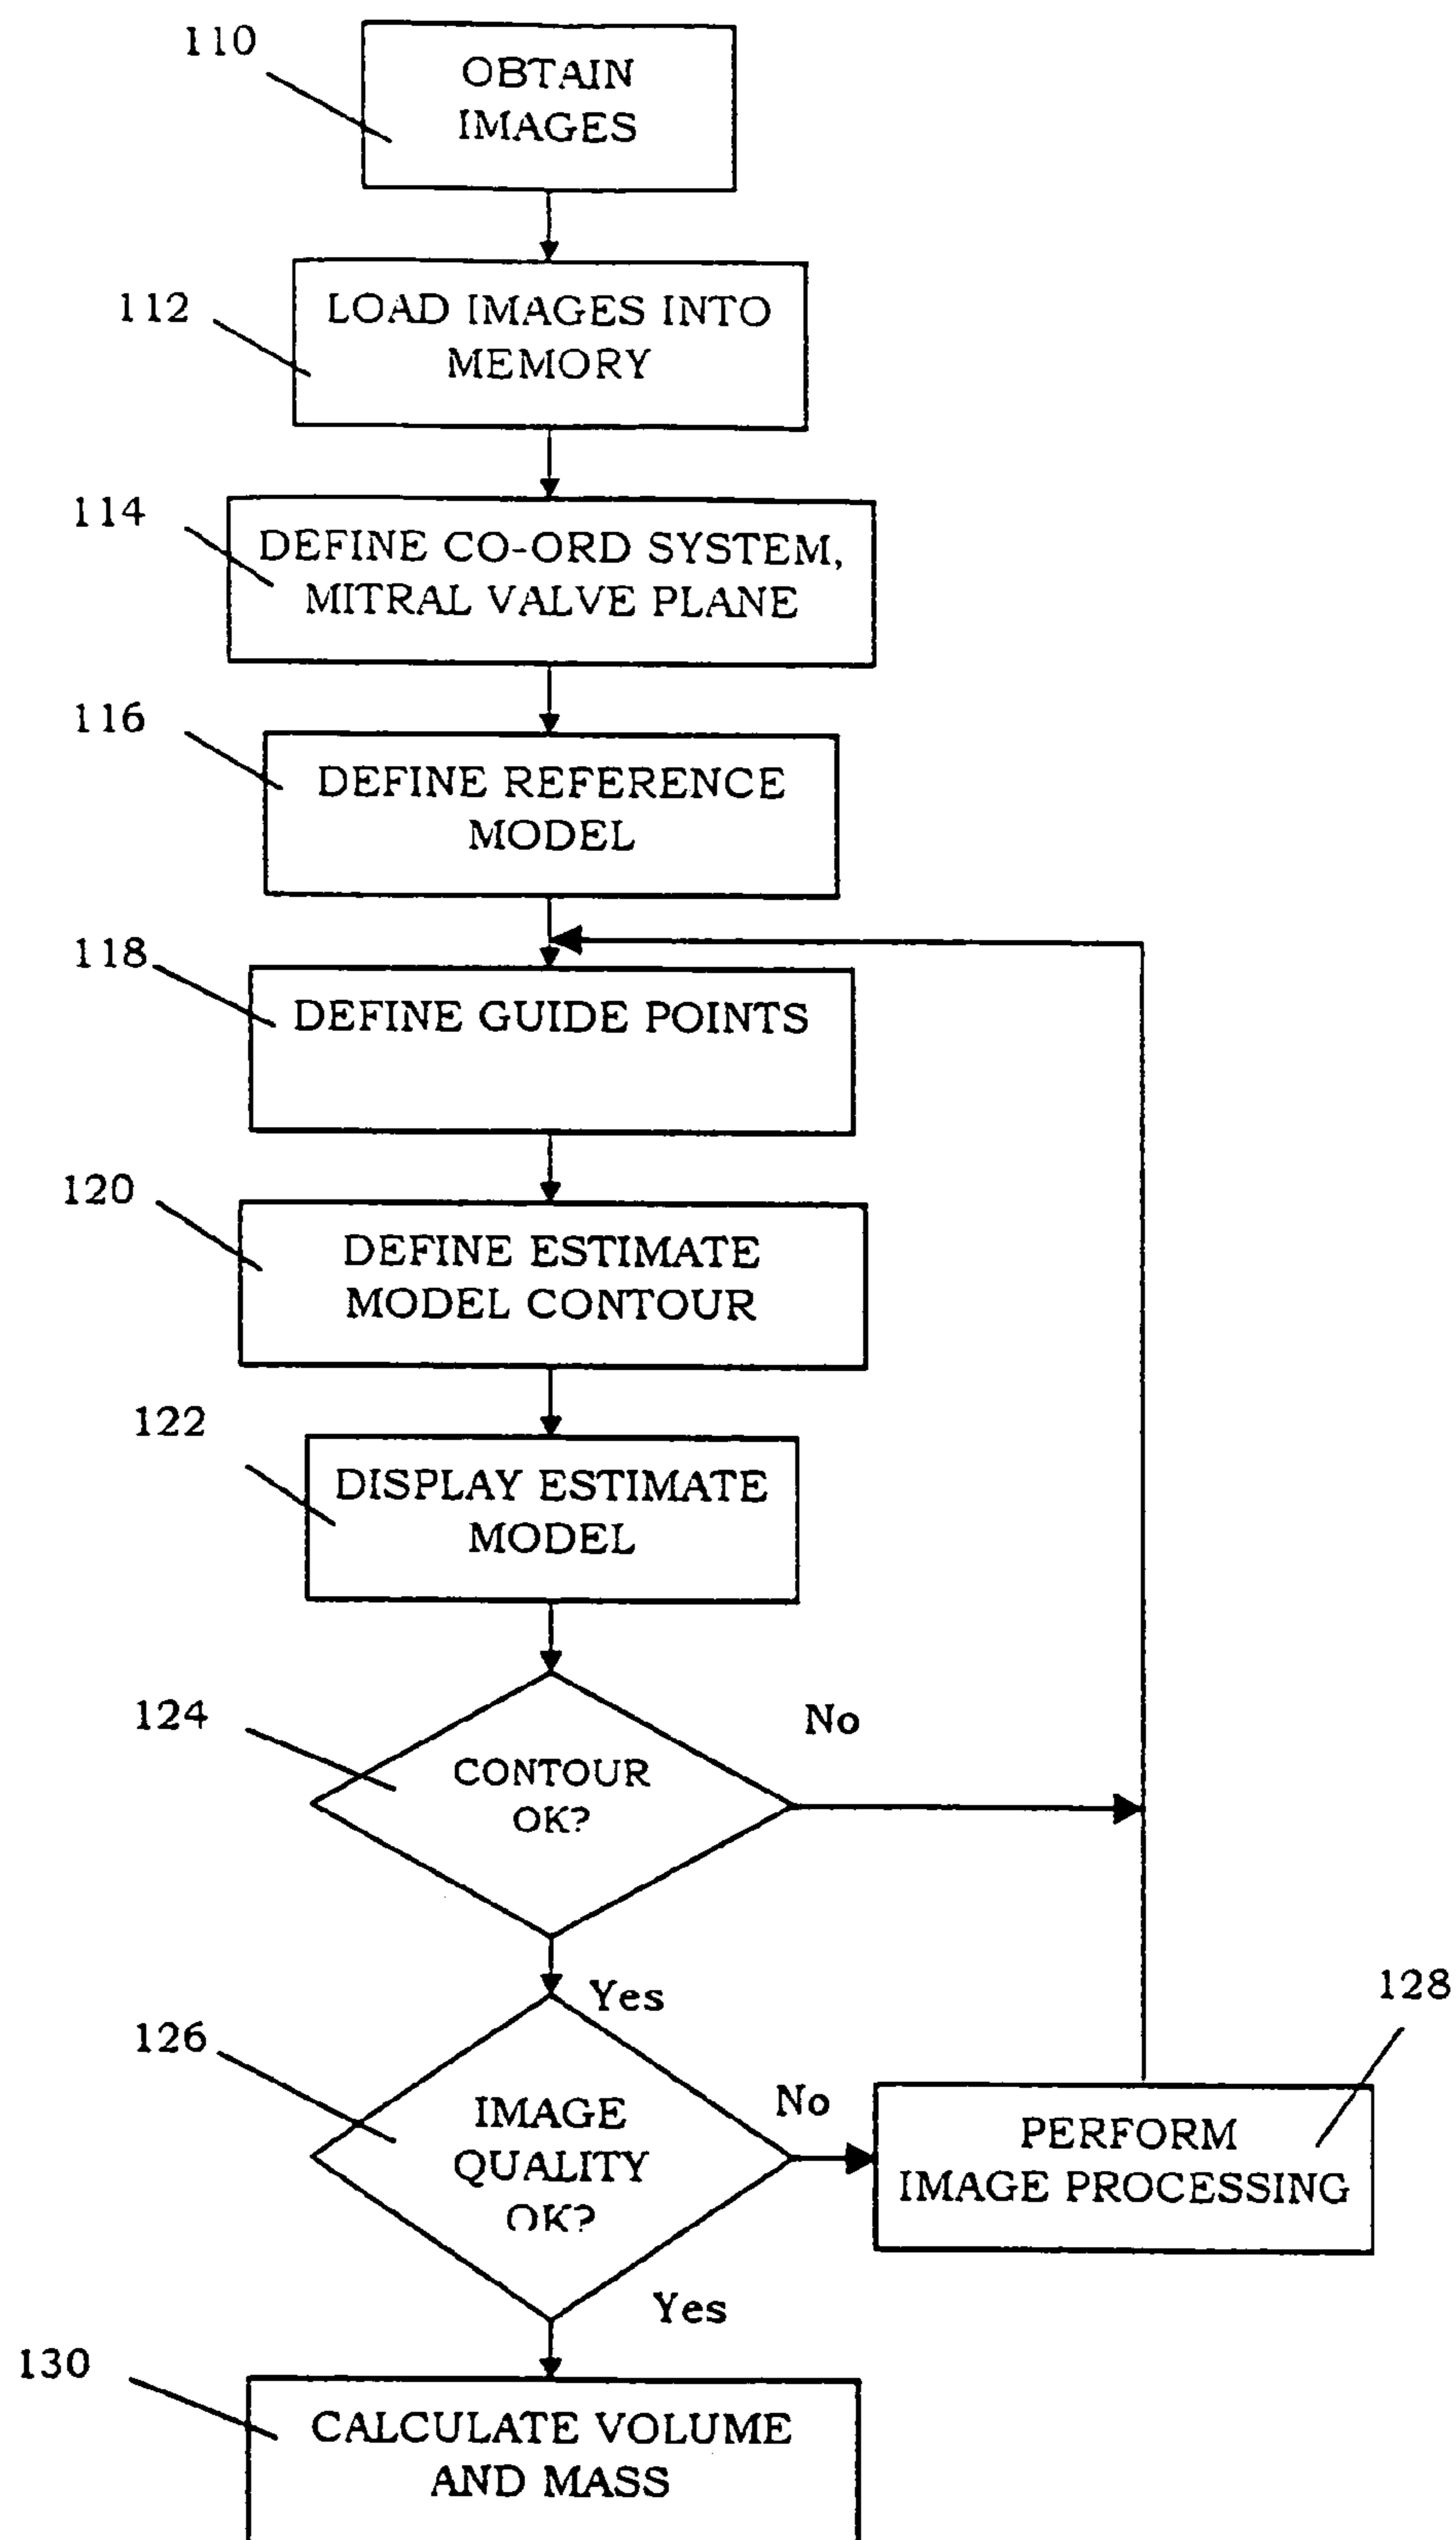 110
OBTAIN
IMAGES
112
LOAD IMAGES INTO
MEMORY
114
DEFINE CO-ORD SYSTEM,
MITRAL VALVE PLANE
116
DEFINE REFERENCE
MODEL
118
DEFINE GUIDE POINTS
120
DEFINE ESTIMATE
MODEL CONTOUR
122
DISPLAY ESTIMATE
MODEL
124
No
CONTOUR
OK?
Yes
128
126
No
IMAGE
QUALITY
OK?
PERFORM
IMAGE PROCESSING
Yes
130
CALCULATE VOLUME
AND MASS